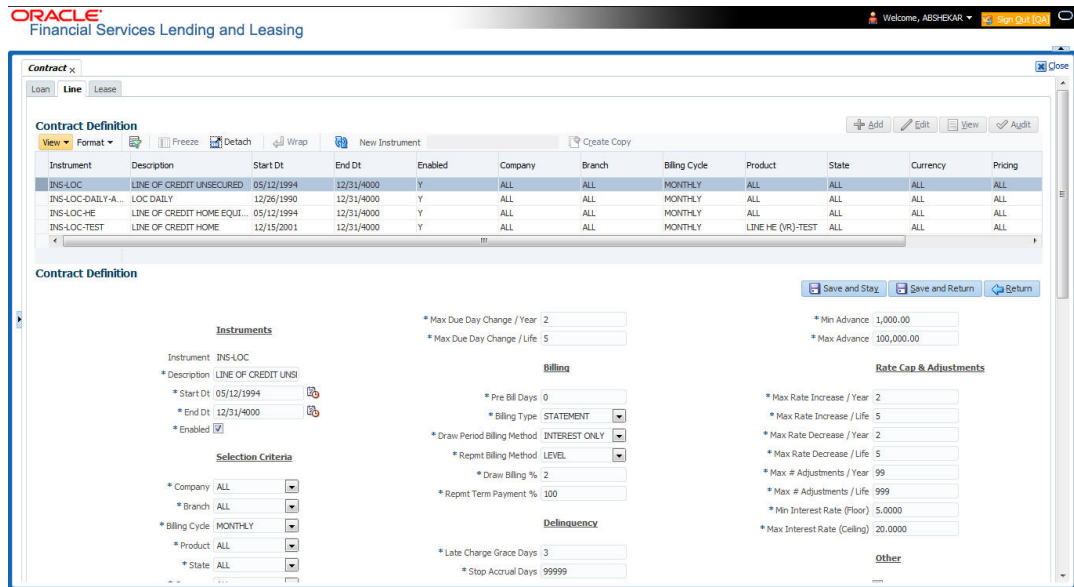 ORACLE
Financial Services Lending and Leasing
Welcome, ABSHEKAR
Sign Out [QA]
Contract
Close
Loan Line Lease
Contract Definition
Add Edit View Audit
View Format Freeze Detach Wrap New Instrument Create Copy
Instrument Description Start Dt End Dt Enabled Company Branch Billing Cycle Product State Currency Pricing
INS-LOC LINE OF CREDIT UNSECURED 05/12/1994 12/31/4000 Y ALL ALL MONTHLY ALL ALL ALL ALL
INS-LOC-DAILY-A... LOC DAILY 12/26/1990 12/31/4000 Y ALL ALL MONTHLY ALL ALL ALL ALL
INS-LOC-HE LINE OF CREDIT HOME EQUI... 05/12/1994 12/31/4000 Y ALL ALL MONTHLY ALL ALL ALL ALL
INS-LOC-TEST LINE OF CREDIT HOME 12/15/2001 12/31/4000 Y ALL ALL MONTHLY LINE HE (VR)-TEST ALL ALL ALL
Contract Definition
Save and Stay Save and Return Return
Instruments
Instrument INS-LOC
* Description LINE OF CREDIT UNSI
* Start Dt 05/12/1994
* End Dt 12/31/4000
* Enabled
Selection Criteria
* Company ALL
* Branch ALL
* Billing Cycle MONTHLY
* Product ALL
* State ALL
* Max Due Day Change / Year 2
* Max Due Day Change / Life 5
Billing
* Pre Bill Days 0
* Billing Type STATEMENT
* Draw Period Billing Method INTEREST ONLY
* Repmt Billing Method LEVEL
* Draw Billing % 2
* Repmt Term Payment % 100
Delinquency
* Late Charge Grace Days 3
* Stop Accrual Days 99999
* Min Advance 1,000.00
* Max Advance 100,000.00
Rate Cap & Adjustments
* Max Rate Increase / Year 2
* Max Rate Increase / Life 5
* Max Rate Decrease / Year 2
* Max Rate Decrease / Life 5
* Max # Adjustments / Year 99
* Max # Adjustments / Life 999
* Min Interest Rate (Floor) 5.0000
* Max Interest Rate (Ceiling) 20.0000
Other